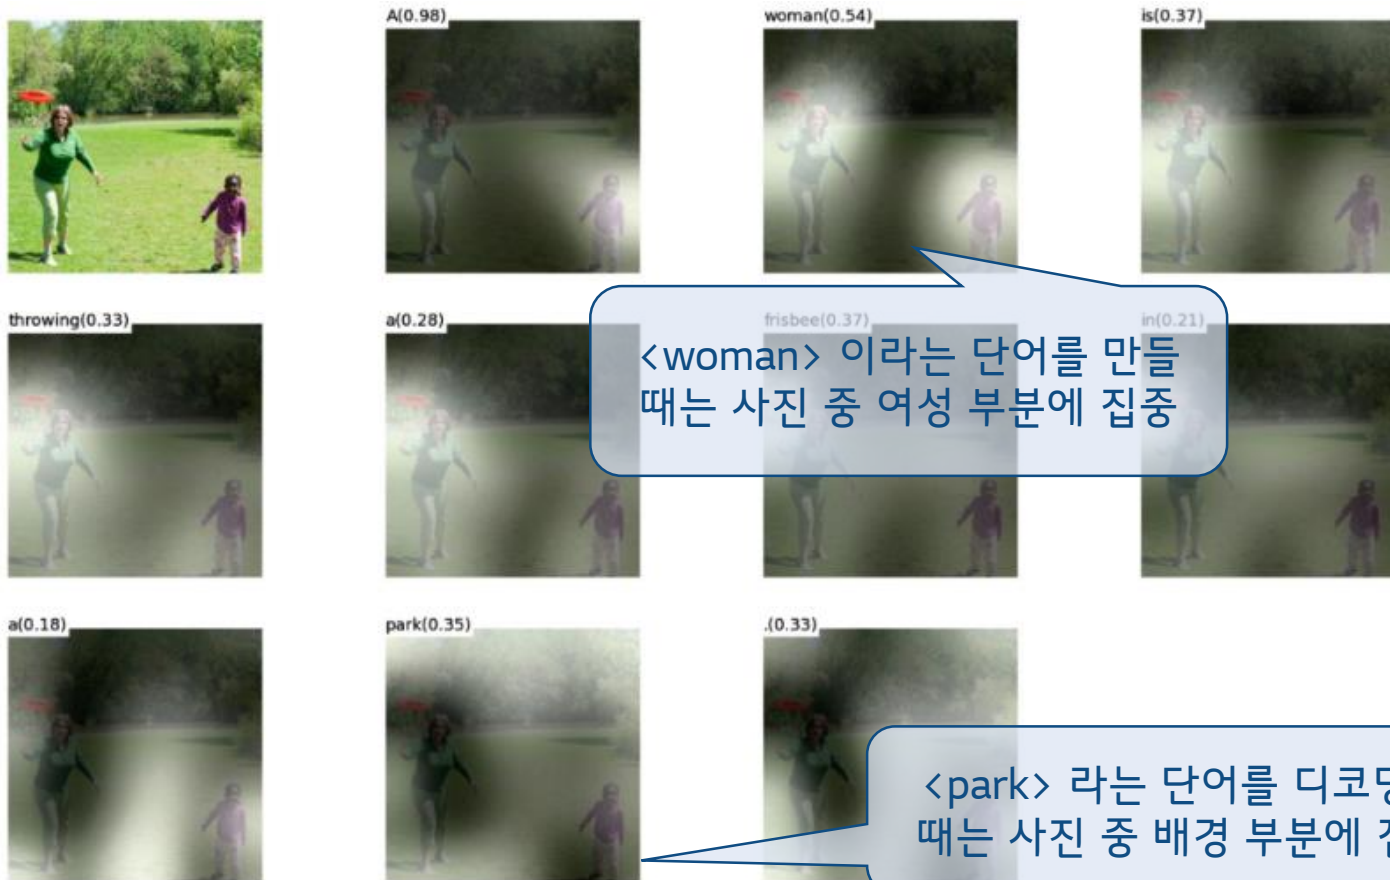 A(0.98)
woman(0.54)
is(0.37)
throwing(0.33)
a(0.28)
frisbee(0.37)
in(0.21)
<woman> 이라는 단어를 만들
때는 사진 중 여성 부분에 집중
a(0.18)
park(0.35)
.(0.33)
<park> 라는 단어를
때는 사진 중 배경 부분에